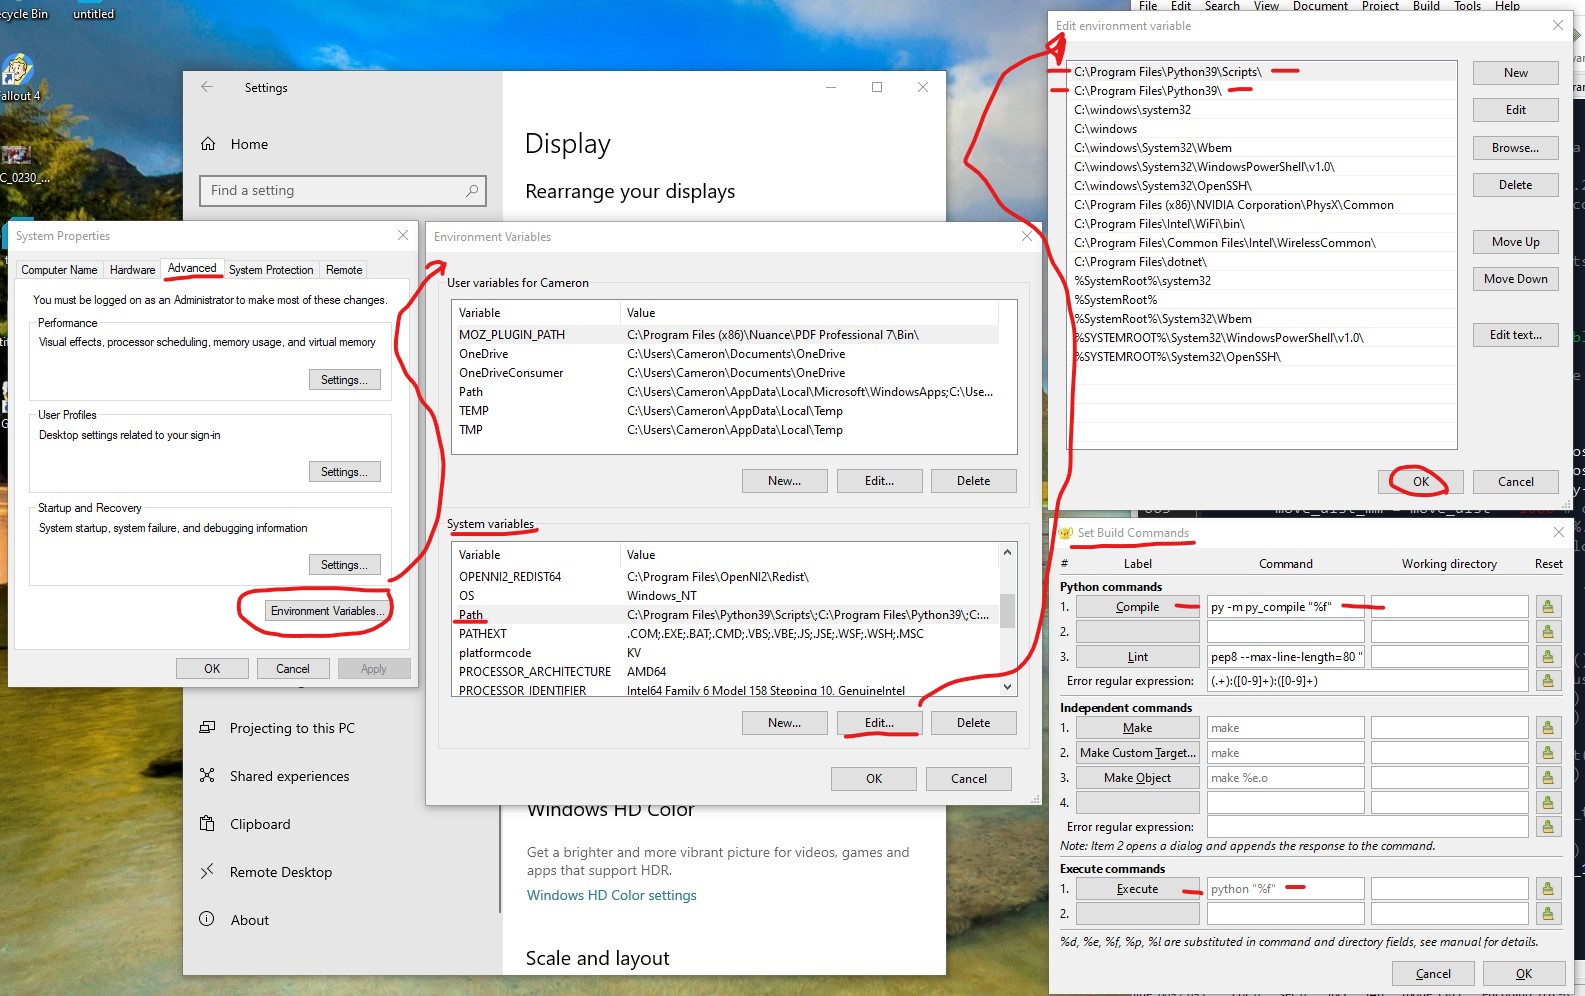 ecycle Bin
untitled
Fallout 4
C_0230_...
Settings
Home
Find a setting
Display
Rearrange your displays
System Properties
Computer Name
Hardware
Advanced
System Protection
Remote
You must be logged on as an Administrator to make most of these changes.
Performance
Visual effects, processor scheduling, memory usage, and virtual memory
Settings...
User Profiles
Desktop settings related to your sign-in
Settings...
Startup and Recovery
System startup, system failure, and debugging information
Settings...
Environment Variables...
OK
Cancel
Apply
Projecting to this PC
Shared experiences
Clipboard
Remote Desktop
About
Windows HD Color
Get a brighter and more vibrant picture for videos, games and
apps that support HDR.
Windows HD Color settings
Scale and layout
Environment Variables
User variables for Cameron
Variable Value
MOZ_PLUGIN_PATH C:\Program Files (x86)\Nuance\PDF Professional 7\Bin\
OneDrive C:\Users\Cameron\Documents\OneDrive
OneDriveConsumer C:\Users\Cameron\Documents\OneDrive
Path C:\Users\Cameron\AppData\Local\Microsoft\WindowsApps;C:\Use...
TEMP C:\Users\Cameron\AppData\Local\Temp
TMP C:\Users\Cameron\AppData\Local\Temp
New...
Edit...
Delete
System variables
Variable Value
OPENNI2_REDIST64 C:\Program Files\OpenNI2\Redist\
OS Windows_NT
Path C:\Program Files\Python39\Scripts\;C:\Program Files\Python39\;C:...
PATHEXT .COM;.EXE;.BAT;.CMD;.VBS;.VBE;.JS;.JSE;.WSF;.WSH;.MSC
platformcode KV
PROCESSOR_ARCHITECTURE AMD64
PROCESSOR_IDENTIFIER Intel64 Family 6 Model 158 Stepping 10, GenuineIntel
New...
Edit...
Delete
OK
Cancel
File Edit Search View Document Project Build Tools Help
Edit environment variable
C:\Program Files\Python39\Scripts\
C:\Program Files\Python39\
C:\windows\system32
C:\windows
C:\windows\System32\Wbem
C:\windows\System32\WindowsPowerShell\v1.0\
C:\windows\System32\OpenSSH\
C:\Program Files (x86)\NVIDIA Corporation\PhysX\Common
C:\Program Files\Intel\WiFi\bin\
C:\Program Files\Common Files\Intel\WirelessCommon\
C:\Program Files\dotnet\
%SystemRoot%\system32
%SystemRoot%
%SystemRoot%\System32\Wbem
%SYSTEMROOT%\System32\WindowsPowerShell\v1.0\
%SYSTEMROOT%\System32\OpenSSH\
New
Edit
Browse...
Delete
Move Up
Move Down
Edit text...
OK
Cancel
Set Build Commands
# Label Command Working directory Reset
Python commands
1. Compile py -m py_compile "%f"
2.
3. Lint pep8 --max-line-length=80 "
Error regular expression: (.+):([0-9]+):([0-9]+)
Independent commands
1. Make make
2. Make Custom Target... make
3. Make Object make %e.o
4.
Error regular expression:
Note: Item 2 opens a dialog and appends the response to the command.
Execute commands
1. Execute python "%f"
2.
%d, %e, %f, %p, %l are substituted in command and directory fields, see manual for details.
Cancel
OK